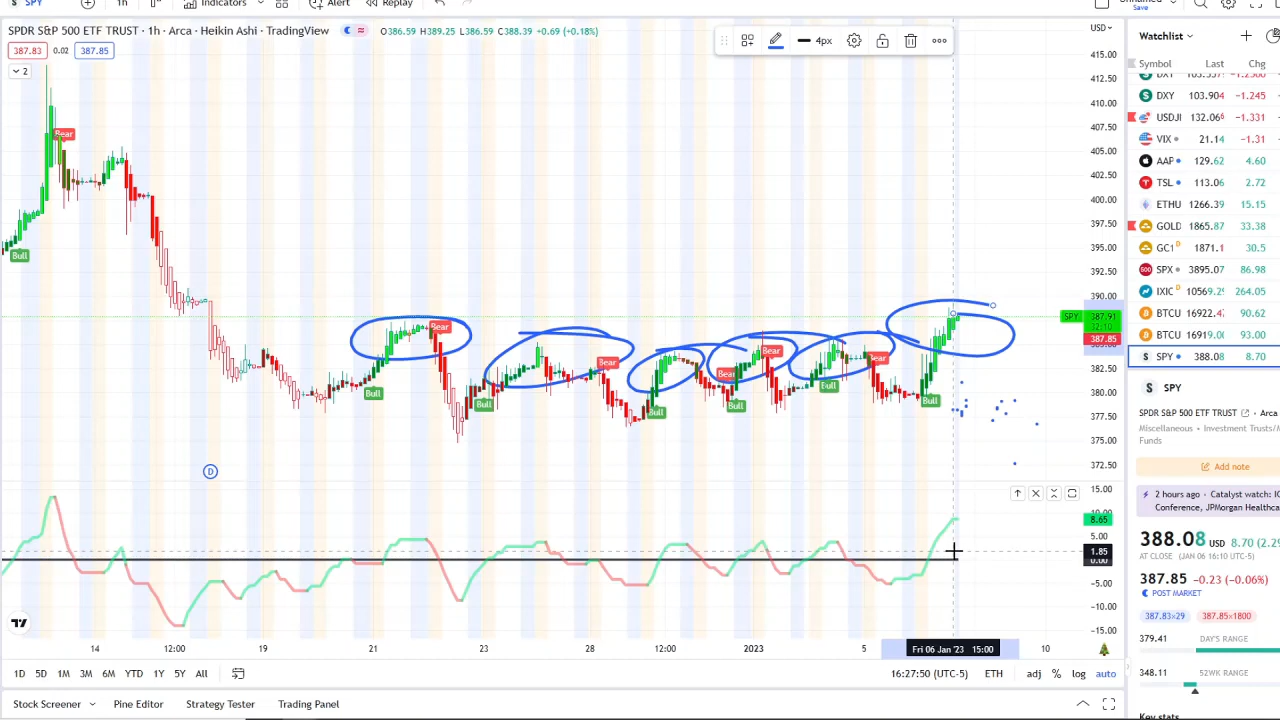 SPY 1h Indicators Alert Replay Save
SPDR S&P 500 ETF TRUST · 1h · Arca · Heikin Ashi · TradingView O386.59 H389.25 L386.59 C388.39 +0.69 (+0.18%)
387.83 0.02 387.85
2
4px
USD
415.00
412.50
410.00
407.50
405.00
402.50
400.00
397.50
395.00
392.50
390.00
SPY 387.91
32:10
387.85
382.50
380.00
377.50
375.00
372.50
Bear
Bull
Bear
Bull
Bear
Bull
Bull
Bear
Bull
Bear
Bull
Bear
Bull
D
15.00
10.00
8.65
1.85
0.00
−5.00
−10.00
−15.00
14 12:00 19 21 23 28 12:00 2023 5 Fri 06 Jan '23 15:00 10
1D 5D 1M 3M 6M YTD 1Y 5Y All 16:27:50 (UTC-5) ETH adj % log auto
Stock Screener Pine Editor Strategy Tester Trading Panel
Watchlist
Symbol Last Chg
DXY 103.904 −1.245
USDJ 132.066 −1.331
VIX 21.14 −1.31
AAP 129.62 4.60
TSL 113.06 2.72
ETHU 1266.39 15.15
GOLD 1865.87 33.38
GC1 D 1871.1 30.5
SPX 3895.07 86.98
IXIC D 10569.2 264.05
BTCU 16922.4 90.62
BTCU 16919.0 93.00
SPY 388.08 8.70
SPY
SPDR S&P 500 ETF TRUST · Arca
Miscellaneous • Investment Trusts/M
Funds
Add note
2 hours ago · Catalyst watch: IC
Conference, JPMorgan Healthca
388.08 USD 8.70 (2.29
AT CLOSE (JAN 06 16:10 UTC-5)
387.85 −0.23 (−0.06%)
POST MARKET
387.83×29 387.85×1800
379.41 DAY'S RANGE
348.11 52WK RANGE
Key stats